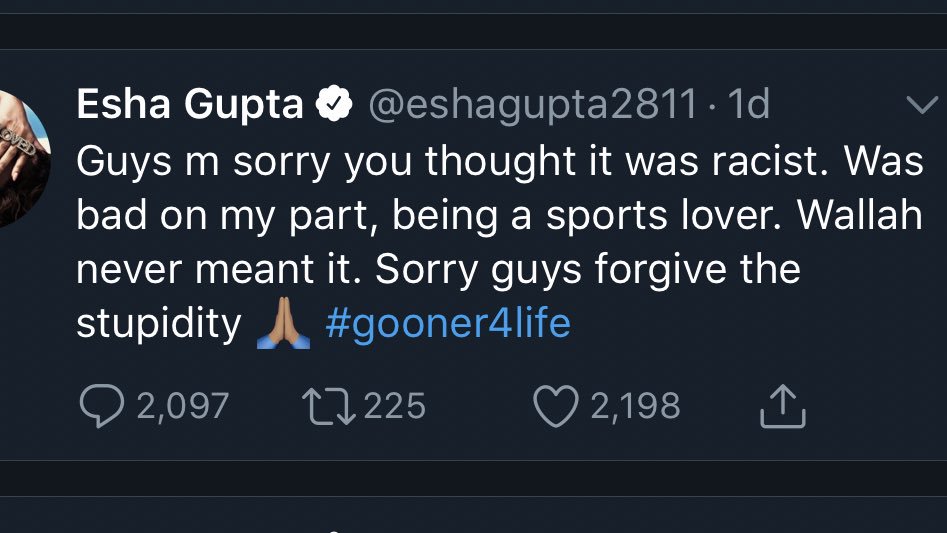 Esha Gupta @eshagupta2811 · 1d
Guys m sorry you thought it was racist. Was
bad on my part, being a sports lover. Wallah
never meant it. Sorry guys forgive the
stupidity 🙏🏽 #gooner4life
2,097 225 2,198